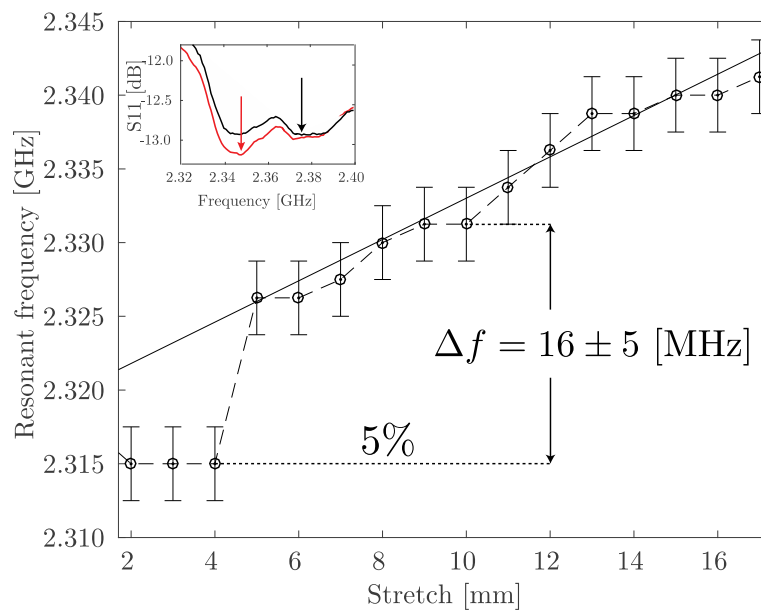 2.345
2.340
2.335
2.330
2.325
2.320
2.315
2.310
Resonant frequency [GHz]
-12.0
-12.5
-13.0
S11 [dB]
2.32 2.34 2.36 2.38 2.40
Frequency [GHz]
Δf = 16 ± 5 [MHz]
5%
2 4 6 8 10 12 14 16
Stretch [mm]